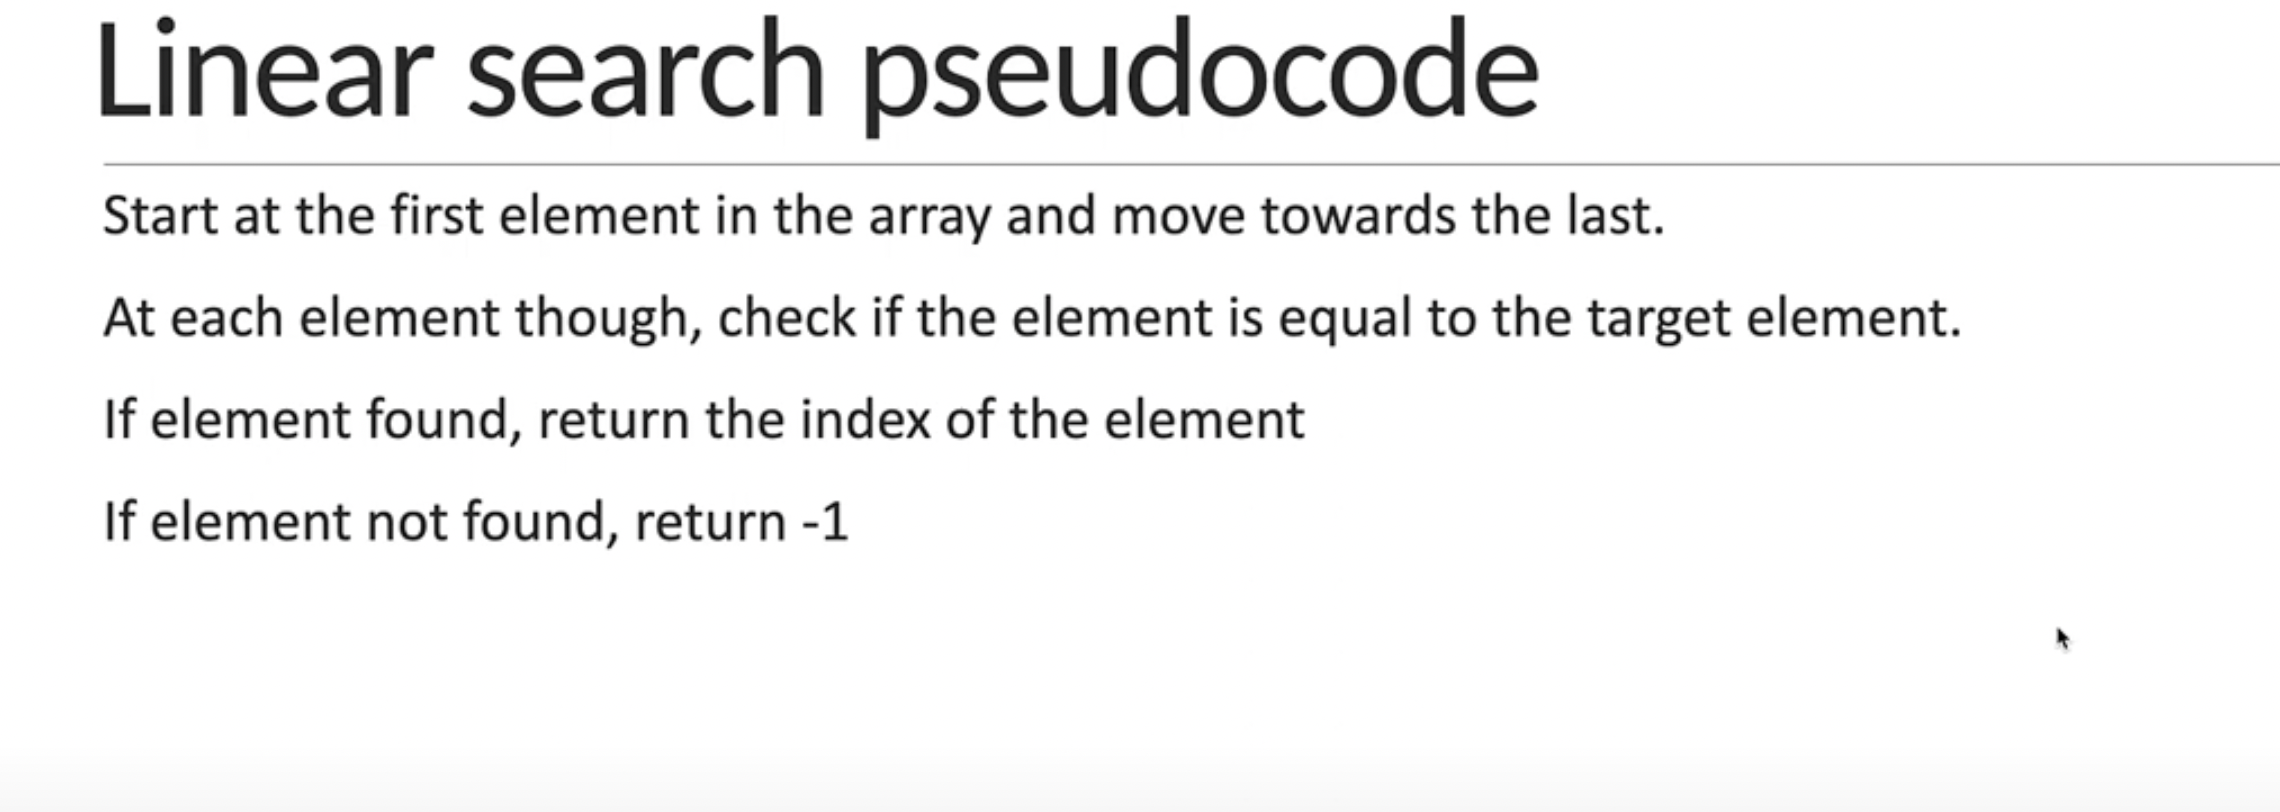 Linear search pseudocode
Start at the first element in the array and move towards the last.
At each element though, check if the element is equal to the target element.
If element found, return the index of the element
If element not found, return -1